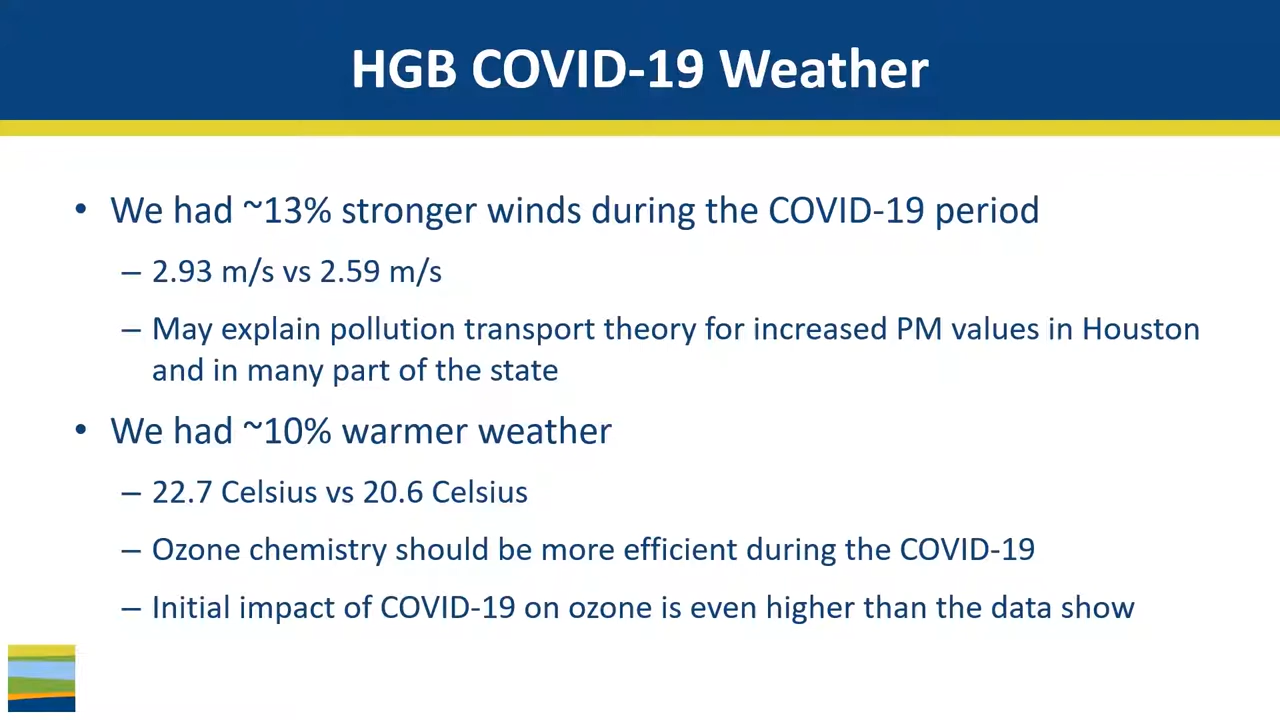 HGB COVID-19 Weather
• We had ~13% stronger winds during the COVID-19 period
– 2.93 m/s vs 2.59 m/s
– May explain pollution transport theory for increased PM values in Houston
and in many part of the state
• We had ~10% warmer weather
– 22.7 Celsius vs 20.6 Celsius
– Ozone chemistry should be more efficient during the COVID-19
– Initial impact of COVID-19 on ozone is even higher than the data show